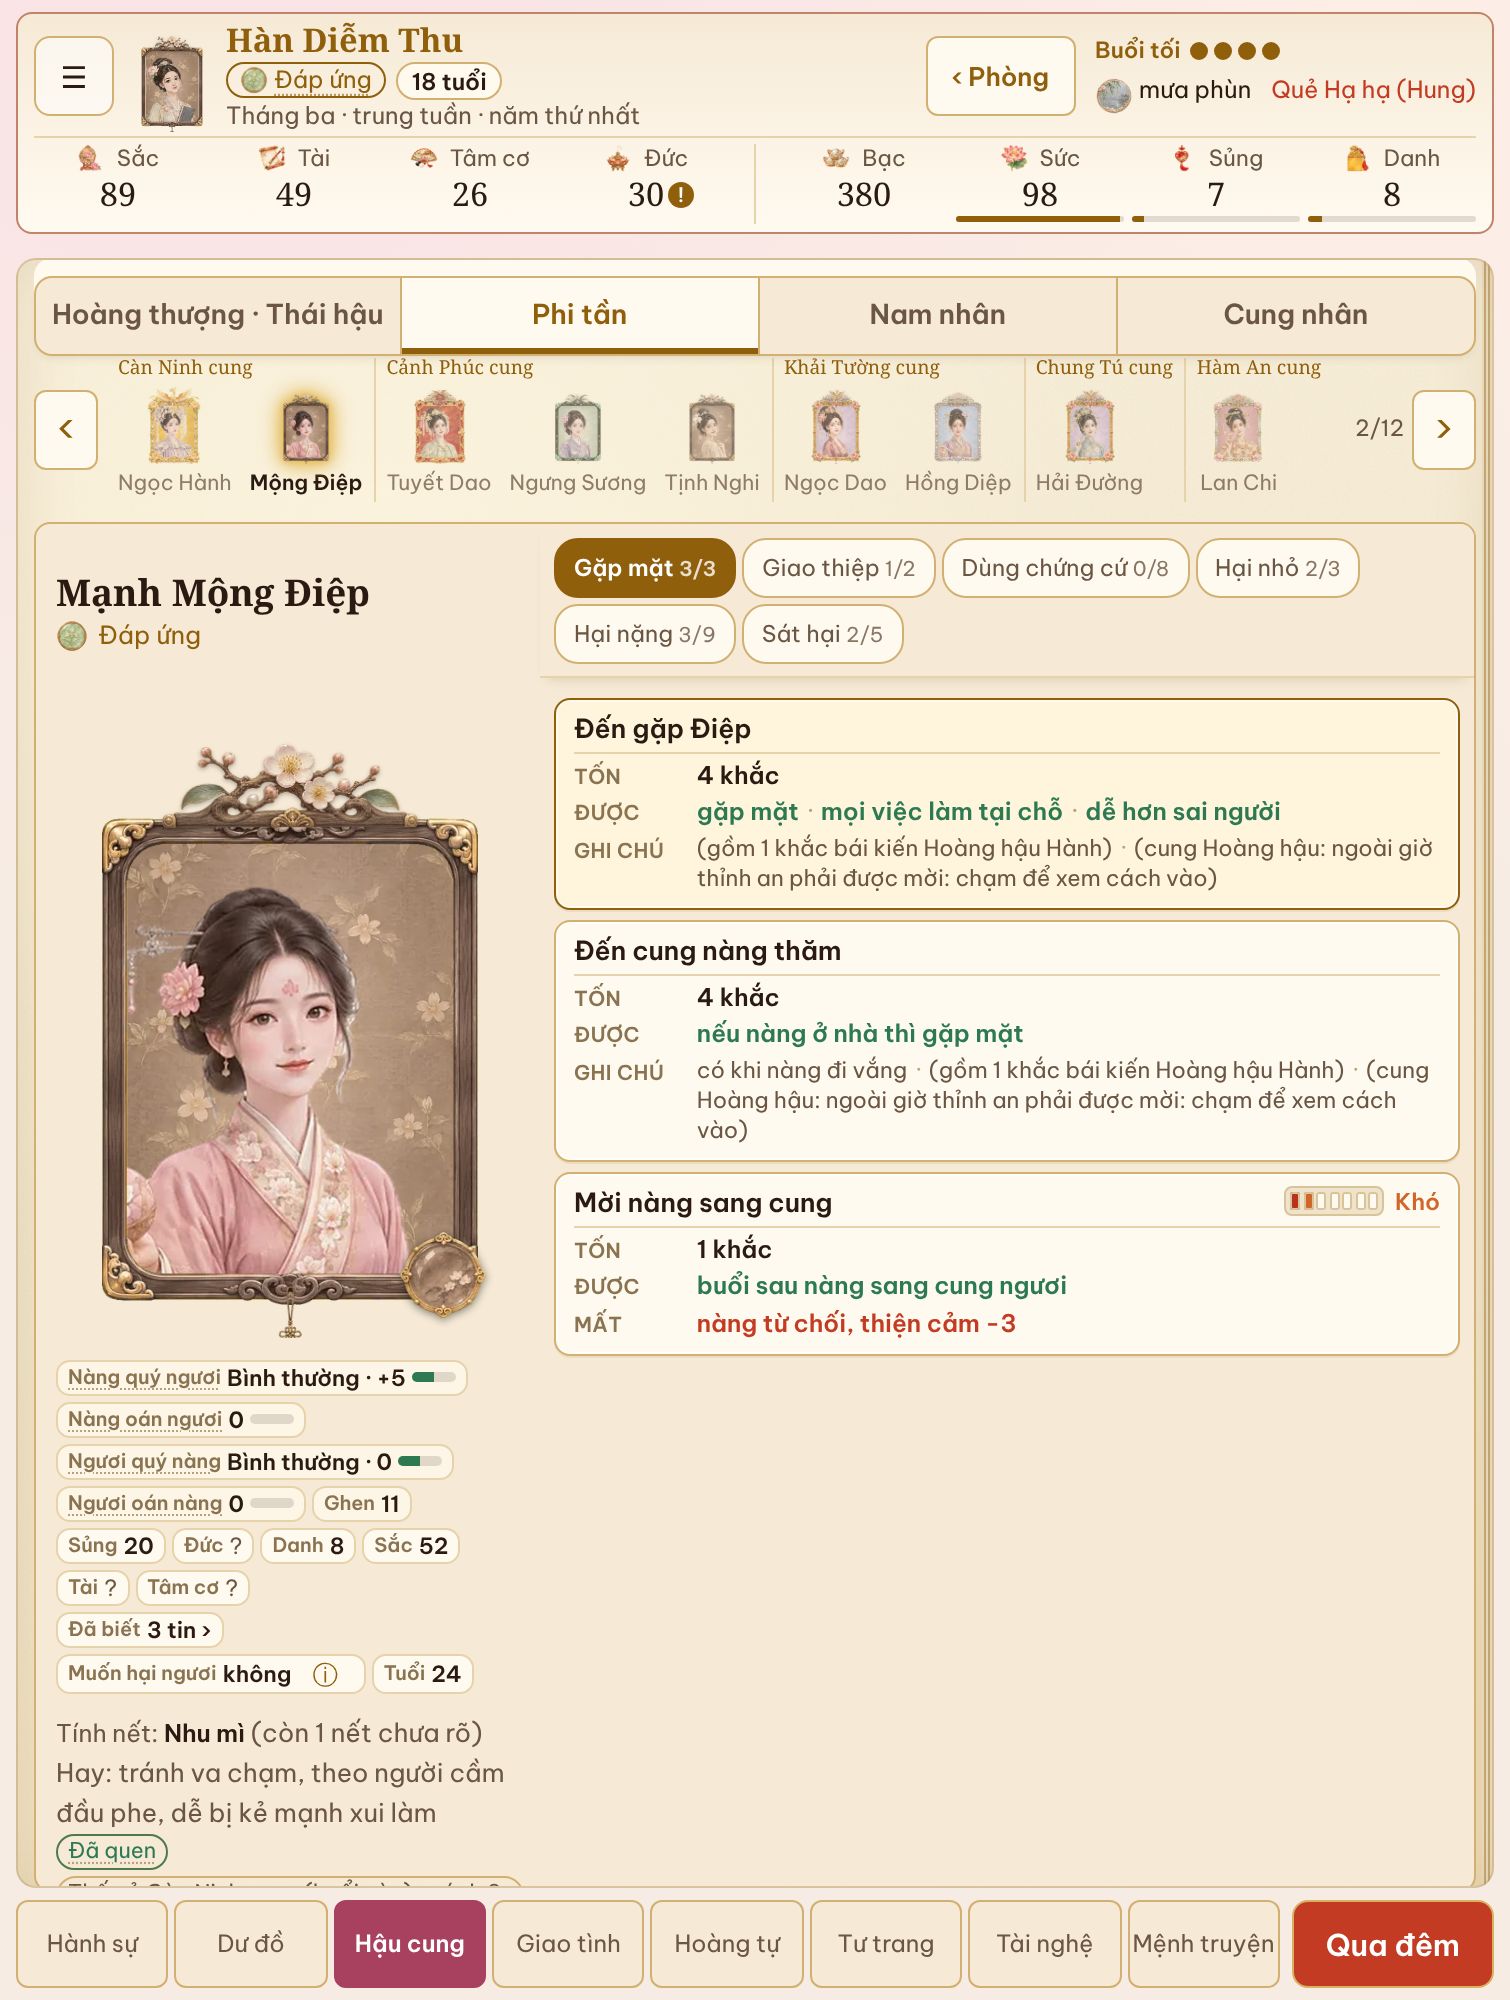 ☰
Hàn Diễm Thu
Đáp ứng 18 tuổi
Tháng ba · trung tuần · năm thứ nhất
‹ Phòng
Buổi tối
mưa phùn Quẻ Hạ hạ (Hung)
Sắc Tài Tâm cơ Đức Bạc Sức Sủng Danh
89 49 26 30 ! 380 98 7 8
Hoàng thượng · Thái hậu Phi tần Nam nhân Cung nhân
Càn Ninh cung Cảnh Phúc cung Khải Tường cung Chung Tú cung Hàm An cung
‹ 2/12 ›
Ngọc Hành Mộng Điệp Tuyết Dao Ngưng Sương Tịnh Nghi Ngọc Dao Hồng Diệp Hải Đường Lan Chi
Mạnh Mộng Điệp
Đáp ứng
Nàng quý ngươi Bình thường · +5
Nàng oán ngươi 0
Ngươi quý nàng Bình thường · 0
Ngươi oán nàng 0 Ghen 11
Sủng 20 Đức ? Danh 8 Sắc 52
Tài ? Tâm cơ ?
Đã biết 3 tin ›
Muốn hại ngươi không ⓘ Tuổi 24
Tính nết: Nhu mì (còn 1 nết chưa rõ)
Hay: tránh va chạm, theo người cầm
đầu phe, dễ bị kẻ mạnh xui làm
Đã quen
Gặp mặt 3/3 Giao thiệp 1/2 Dùng chứng cứ 0/8 Hại nhỏ 2/3
Hại nặng 3/9 Sát hại 2/5
Đến gặp Điệp
TỐN 4 khắc
ĐƯỢC gặp mặt · mọi việc làm tại chỗ · dễ hơn sai người
GHI CHÚ (gồm 1 khắc bái kiến Hoàng hậu Hành) · (cung Hoàng hậu: ngoài giờ
thỉnh an phải được mời: chạm để xem cách vào)
Đến cung nàng thăm
TỐN 4 khắc
ĐƯỢC nếu nàng ở nhà thì gặp mặt
GHI CHÚ có khi nàng đi vắng · (gồm 1 khắc bái kiến Hoàng hậu Hành) · (cung
Hoàng hậu: ngoài giờ thỉnh an phải được mời: chạm để xem cách
vào)
Mời nàng sang cung Khó
TỐN 1 khắc
ĐƯỢC buổi sau nàng sang cung ngươi
MẤT nàng từ chối, thiện cảm -3
Hành sự Dư đồ Hậu cung Giao tình Hoàng tự Tư trang Tài nghệ Mệnh truyện Qua đêm